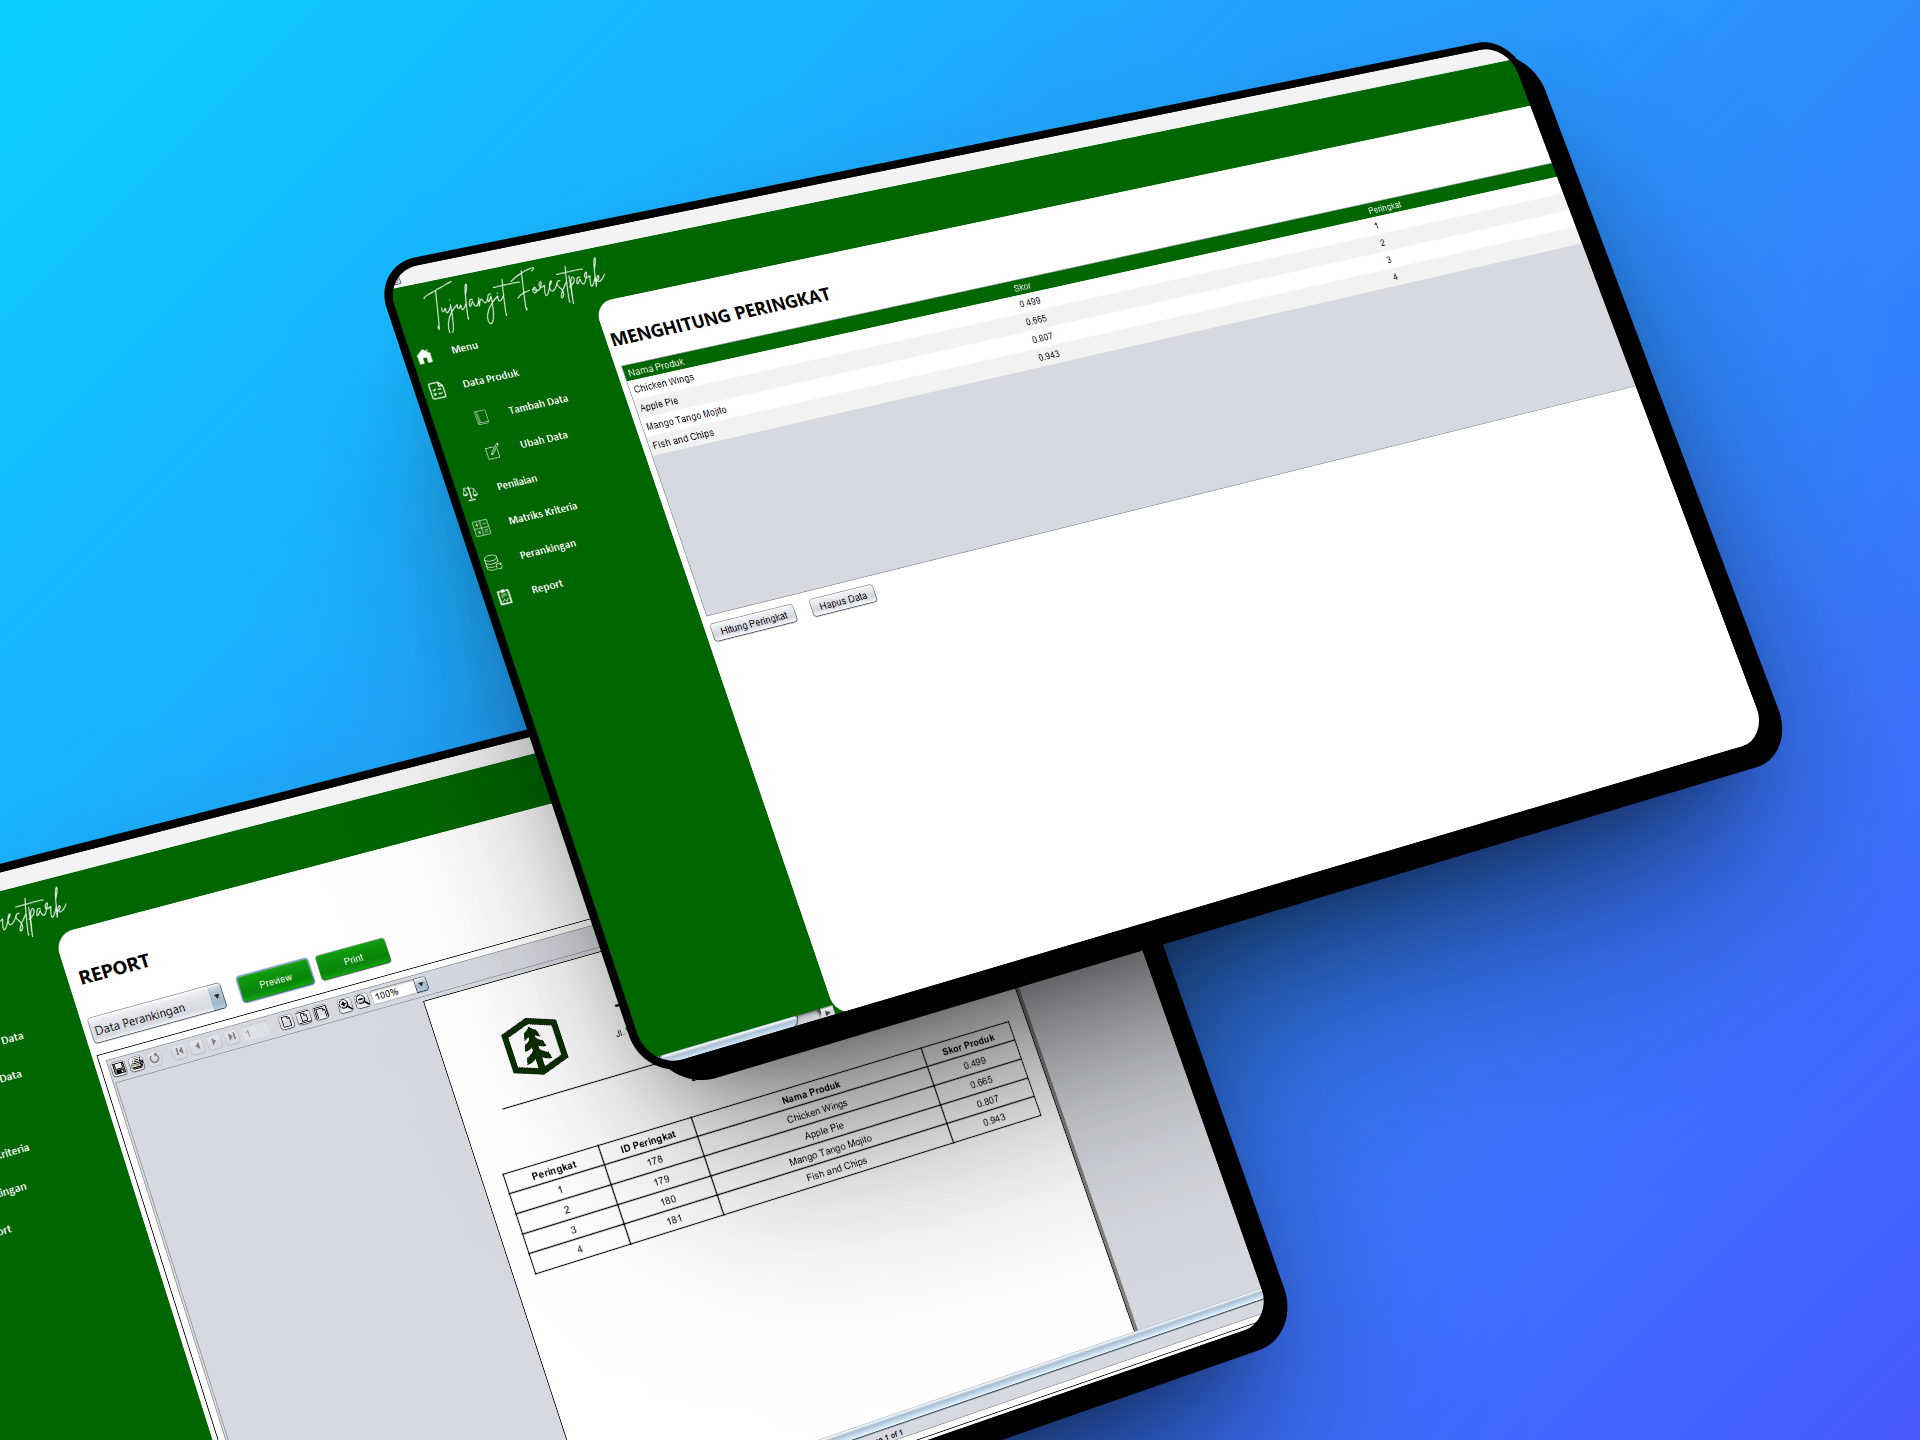 Tujulangit Forestpark
Menu
Data Produk
Tambah Data
Ubah Data
Penilaian
Matriks Kriteria
Perankingan
Report
MENGHITUNG PERINGKAT
Nama Produk Skor Peringkat
Chicken Wings 0.499 1
Apple Pie 0.665 2
Mango Tango Mojito 0.807 3
Fish and Chips 0.943 4
Hitung Peringkat Hapus Data
restpark
Data
Data
riteria
ingan
ort
REPORT
Data Perankingan Preview Print
1 100%
Jl.
Peringkat ID Peringkat Nama Produk Skor Produk
1 178 Chicken Wings 0.499
2 179 Apple Pie 0.665
3 180 Mango Tango Mojito 0.807
4 181 Fish and Chips 0.943
1 of 1